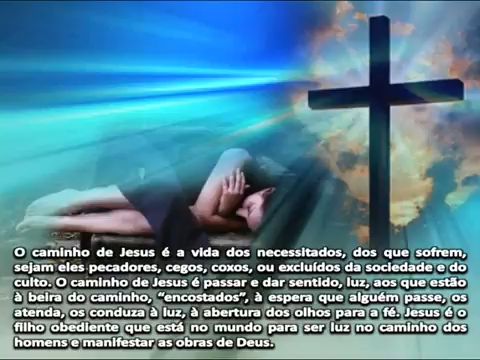 O caminho de Jesus é a vida dos necessitados, dos que sofrem,
sejam eles pecadores, cegos, coxos, ou excluídos da sociedade e do
culto. O caminho de Jesus é passar e dar sentido, luz, aos que estão
à beira do caminho, “encostados”, à espera que alguém passe, os
atenda, os conduza à luz, à abertura dos olhos para a fé. Jesus é o
filho obediente que está no mundo para ser luz no caminho dos
homens e manifestar as obras de Deus.